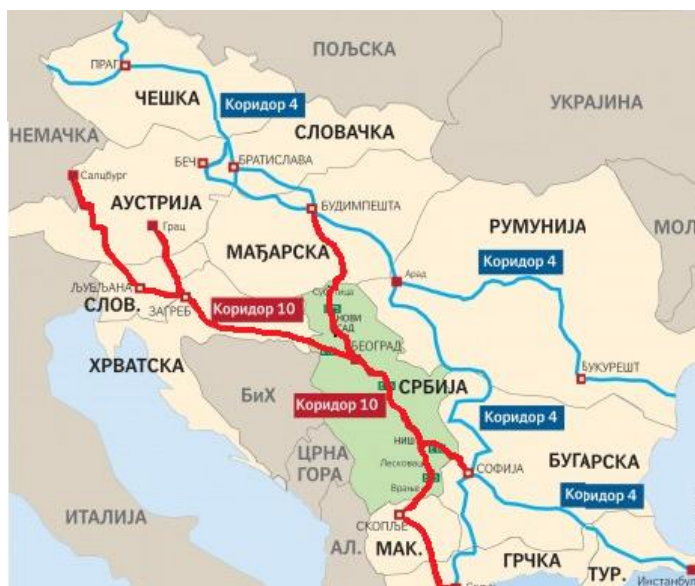 ПОЉСКА
ПРАГ
ЧЕШКА
Коридор 4
УКРАЈИНА
НЕМАЧКА
СЛОВАЧКА
БЕЧ
БРАТИСЛАВА
Салцбург
АУСТРИЈА
Грац
БУДИМПЕШТА
РУМУНИЈА
МОЛ
МАЂАРСКА
Коридор 4
Арад
ЉУБЉАНА
СЛОВ.
ЗАГРЕБ
Коридор 10
Суботица
НОВИ
САД
БЕОГРАД
ХРВАТСКА
БиХ
СРБИЈА
БУКУРЕШТ
Коридор 10
Коридор 4
ЦРНА
ГОРА
НИШ
Лесковац
Врање
СОФИЈА
БУГАРСКА
Коридор 4
ИТАЛИЈА
СКОПЉЕ
АЛ.
МАК.
ГРЧКА
ТУР.
Инстанбул